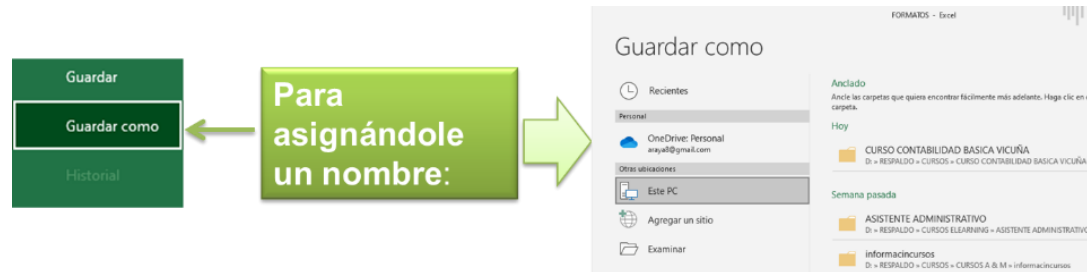 Guardar
Guardar como
Historial
Para
asignándole
un nombre:
FORMATOS - Excel
Guardar como
Recientes
Personal
OneDrive: Personal
araya8@gmail.com
Otras ubicaciones
Este PC
Agregar un sitio
Examinar
Anclado
Ancle las carpetas que quiera encontrar fácilmente más adelante. Haga clic en
carpeta.
Hoy
CURSO CONTABILIDAD BASICA VICUÑA
D: » RESPALDO » CURSOS » CURSO CONTABILIDAD BASICA VICUÑA
Semana pasada
ASISTENTE ADMINISTRATIVO
D: » RESPALDO » CURSOS ELEARNING » ASISTENTE ADMINISTRATIVO
informacincursos
D: » RESPALDO » CURSOS » CURSOS A & M » informacincursos